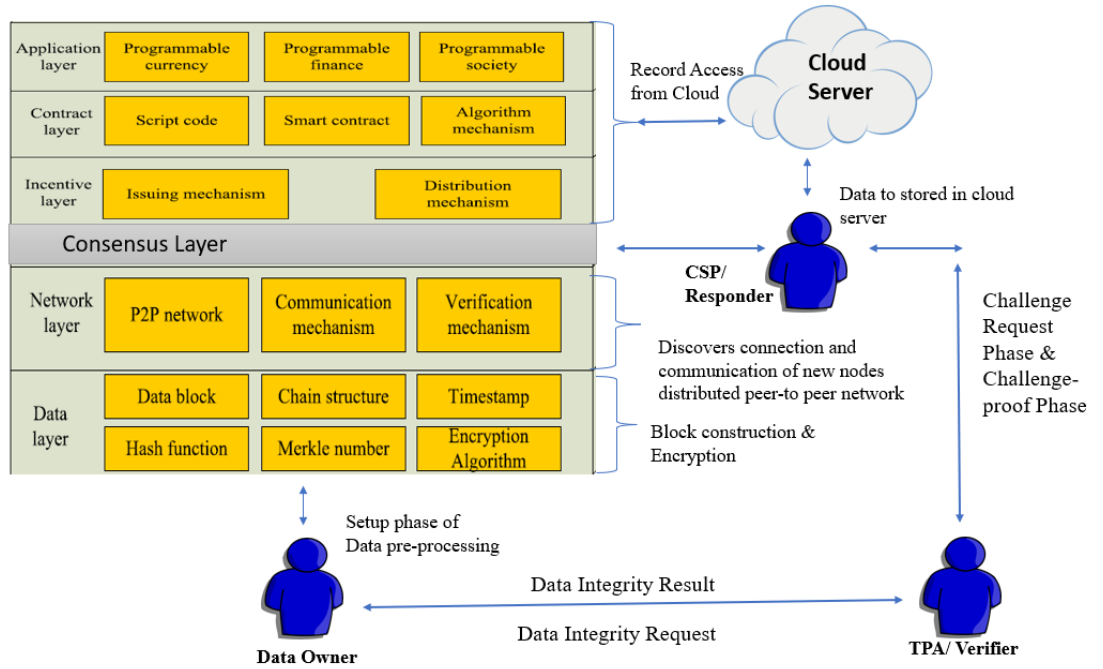 Application
layer
Programmable
currency
Programmable
finance
Programmable
society
Contract
layer
Script code
Smart contract
Algorithm
mechanism
Incentive
layer
Issuing mechanism
Distribution
mechanism
Consensus Layer
Network
layer
P2P network
Communication
mechanism
Verification
mechanism
Data
layer
Data block
Chain structure
Timestamp
Hash function
Merkle number
Encryption
Algorithm
Record Access
from Cloud
Cloud
Server
Data to stored in cloud
server
CSP/
Responder
Discovers connection and
communication of new nodes
distributed peer-to peer network
Block construction &
Encryption
Challenge
Request
Phase &
Challenge-
proof Phase
Setup phase of
Data pre-processing
Data Integrity Result
Data Integrity Request
Data Owner
TPA/ Verifier